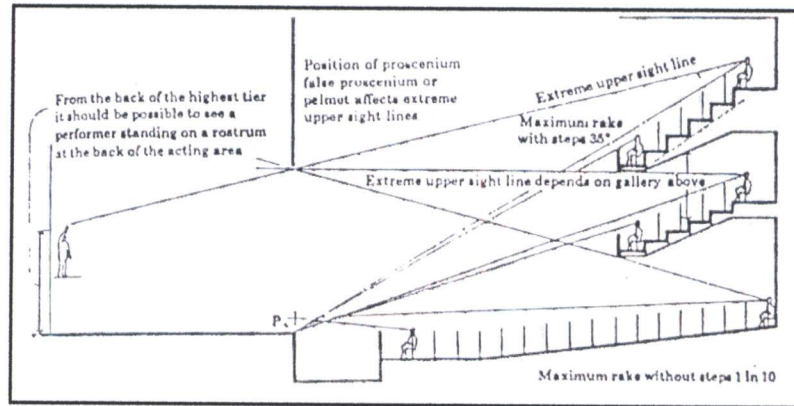 Position of proscenium
false proscenium or
pelmut affects extreme
upper sight lines
From the back of the highest tier
it should be possible to see a
performer standing on a rostrum
at the back of the acting area
Extreme upper sight line
Maximum rake
with steps 35°
Extreme upper sight line depends on gallery above
P
Maximum rake without steps 1 In 10